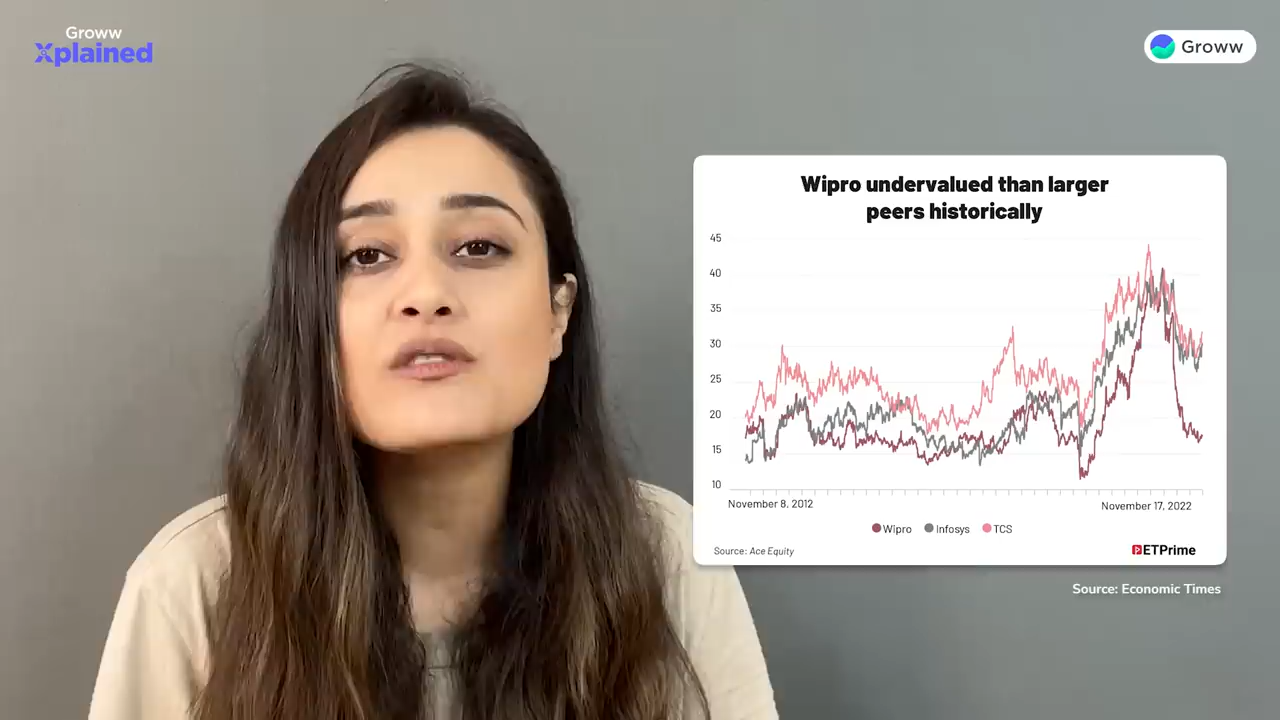 Groww
Xplained
Groww
Wipro undervalued than larger
peers historically
45
40
35
30
25
20
15
10
November 8, 2012
November 17, 2022
Wipro
Infosys
TCS
Source: Ace Equity
ETPrime
Source: Economic Times